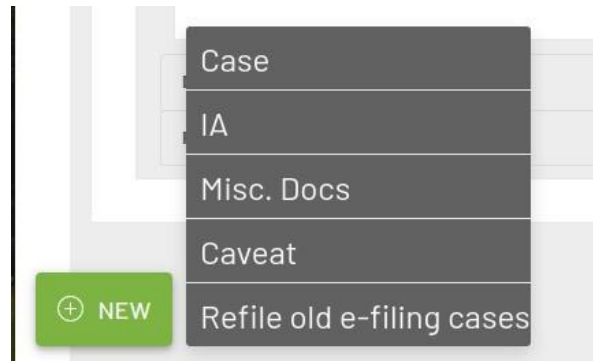 Case
IA
Misc. Docs
Caveat
NEW
Refile old e-filing cases